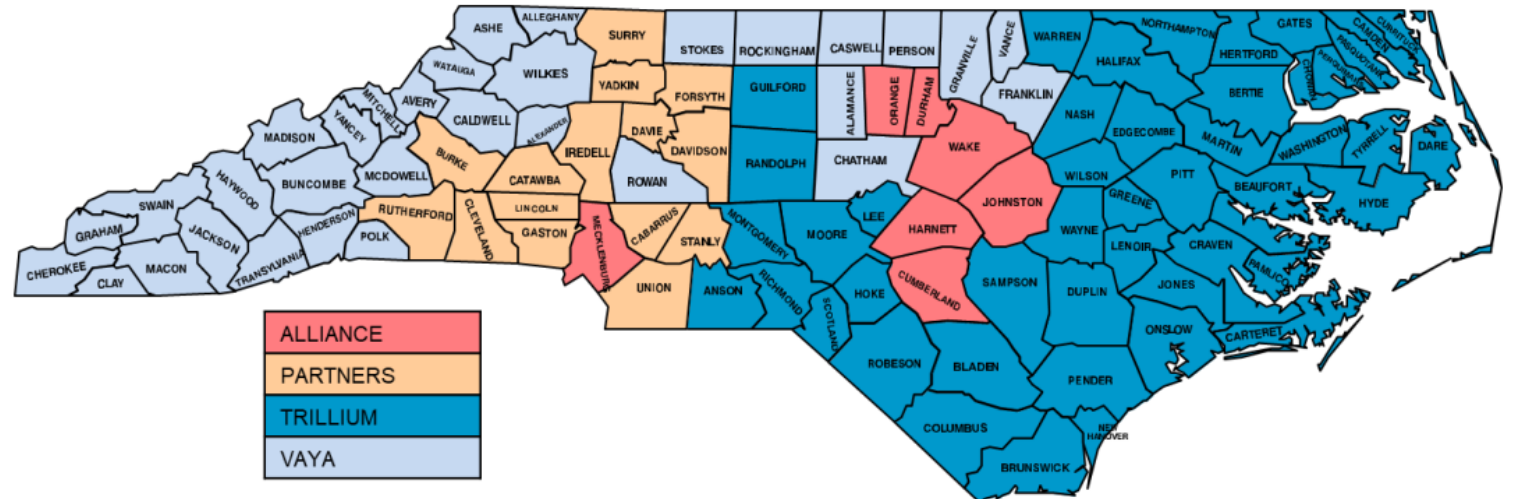 ASHE
ALLEGHANY
SURRY
STOKES
ROCKINGHAM
CASWELL
PERSON
GRANVILLE
VANCE
WARREN
NORTHAMPTON
GATES
CAMDEN
CURRITUCK
PASQUOTANK
PERQUIMANS
CHOWAN
HERTFORD
HALIFAX
BERTIE
WATAUGA
WILKES
YADKIN
FORSYTH
GUILFORD
ALAMANCE
ORANGE
DURHAM
FRANKLIN
NASH
EDGECOMBE
MARTIN
WASHINGTON
TYRRELL
DARE
MITCHELL
AVERY
CALDWELL
ALEXANDER
IREDELL
DAVIE
DAVIDSON
RANDOLPH
CHATHAM
WAKE
WILSON
PITT
BEAUFORT
HYDE
MADISON
YANCEY
BURKE
CATAWBA
ROWAN
JOHNSTON
GREENE
HAYWOOD
BUNCOMBE
MCDOWELL
SWAIN
RUTHERFORD
CLEVELAND
LINCOLN
GASTON
MECKLENBURG
CABARRUS
STANLY
MONTGOMERY
MOORE
LEE
HARNETT
WAYNE
LENOIR
CRAVEN
PAMLICO
GRAHAM
JACKSON
HENDERSON
POLK
CHEROKEE
CLAY
MACON
TRANSYLVANIA
UNION
ANSON
RICHMOND
SCOTLAND
HOKE
CUMBERLAND
SAMPSON
DUPLIN
JONES
ONSLOW
CARTERET
ROBESON
BLADEN
PENDER
COLUMBUS
NEW
HANOVER
BRUNSWICK
ALLIANCE
PARTNERS
TRILLIUM
VAYA